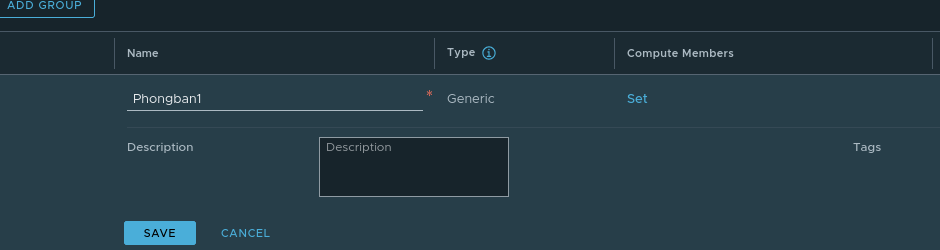 ADD GROUP
Name Type Compute Members
Phongban1 * Generic Set
Description Description Tags
SAVE CANCEL